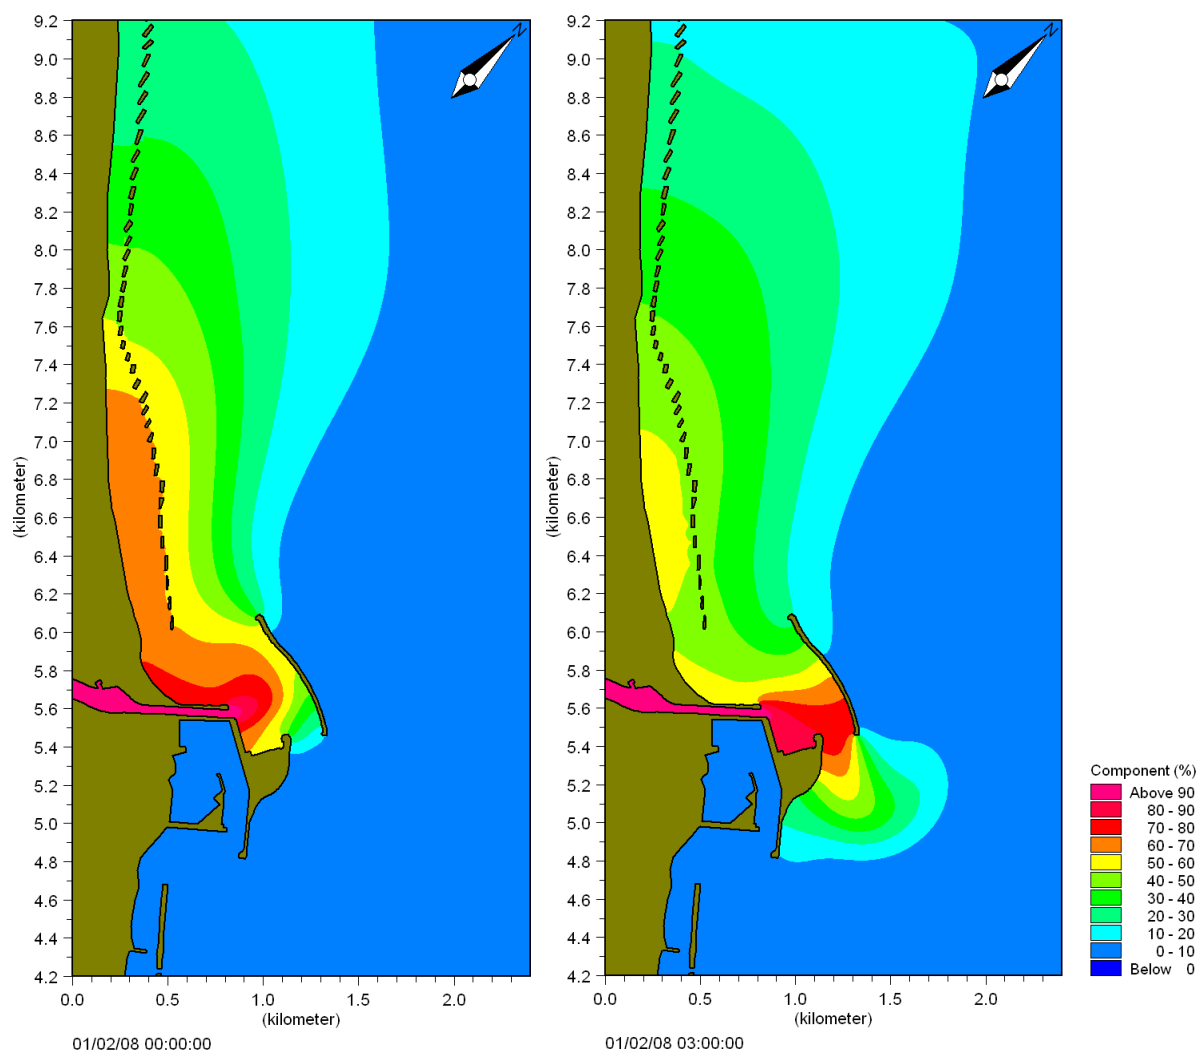 9.2
9.0
8.8
8.6
8.4
8.2
8.0
7.8
7.6
7.4
7.2
7.0
6.8
6.6
6.4
6.2
6.0
5.8
5.6
5.4
5.2
5.0
4.8
4.6
4.4
4.2
(kilometer)
0.0 0.5 1.0 1.5 2.0
(kilometer)
01/02/08 00:00:00
N
9.2
9.0
8.8
8.6
8.4
8.2
8.0
7.8
7.6
7.4
7.2
7.0
6.8
6.6
6.4
6.2
6.0
5.8
5.6
5.4
5.2
5.0
4.8
4.6
4.4
4.2
(kilometer)
0.0 0.5 1.0 1.5 2.0
(kilometer)
01/02/08 03:00:00
N
Component (%)
Above 90
80 - 90
70 - 80
60 - 70
50 - 60
40 - 50
30 - 40
20 - 30
10 - 20
0 - 10
Below 0